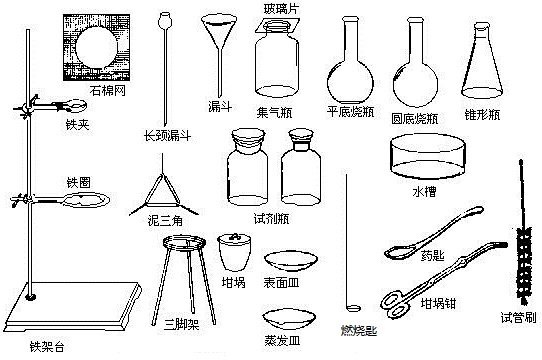 玻璃片
石棉网
漏斗
集气瓶
平底烧瓶
圆底烧瓶
锥形瓶
铁夹
长颈漏斗
铁圈
泥三角
试剂瓶
水槽
药匙
坩埚
表面皿
坩埚钳
三脚架
燃烧匙
试管刷
铁架台
蒸发皿